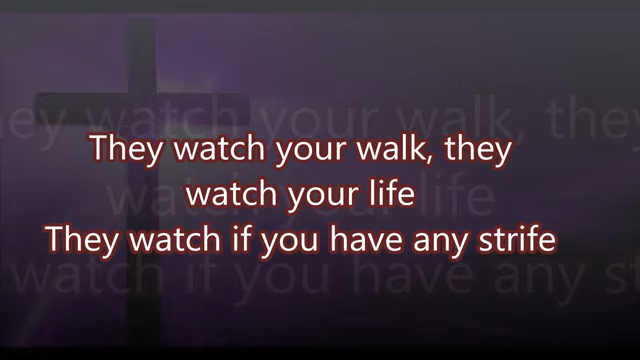 They watch your walk, they
watch your life
They watch if you have any strife